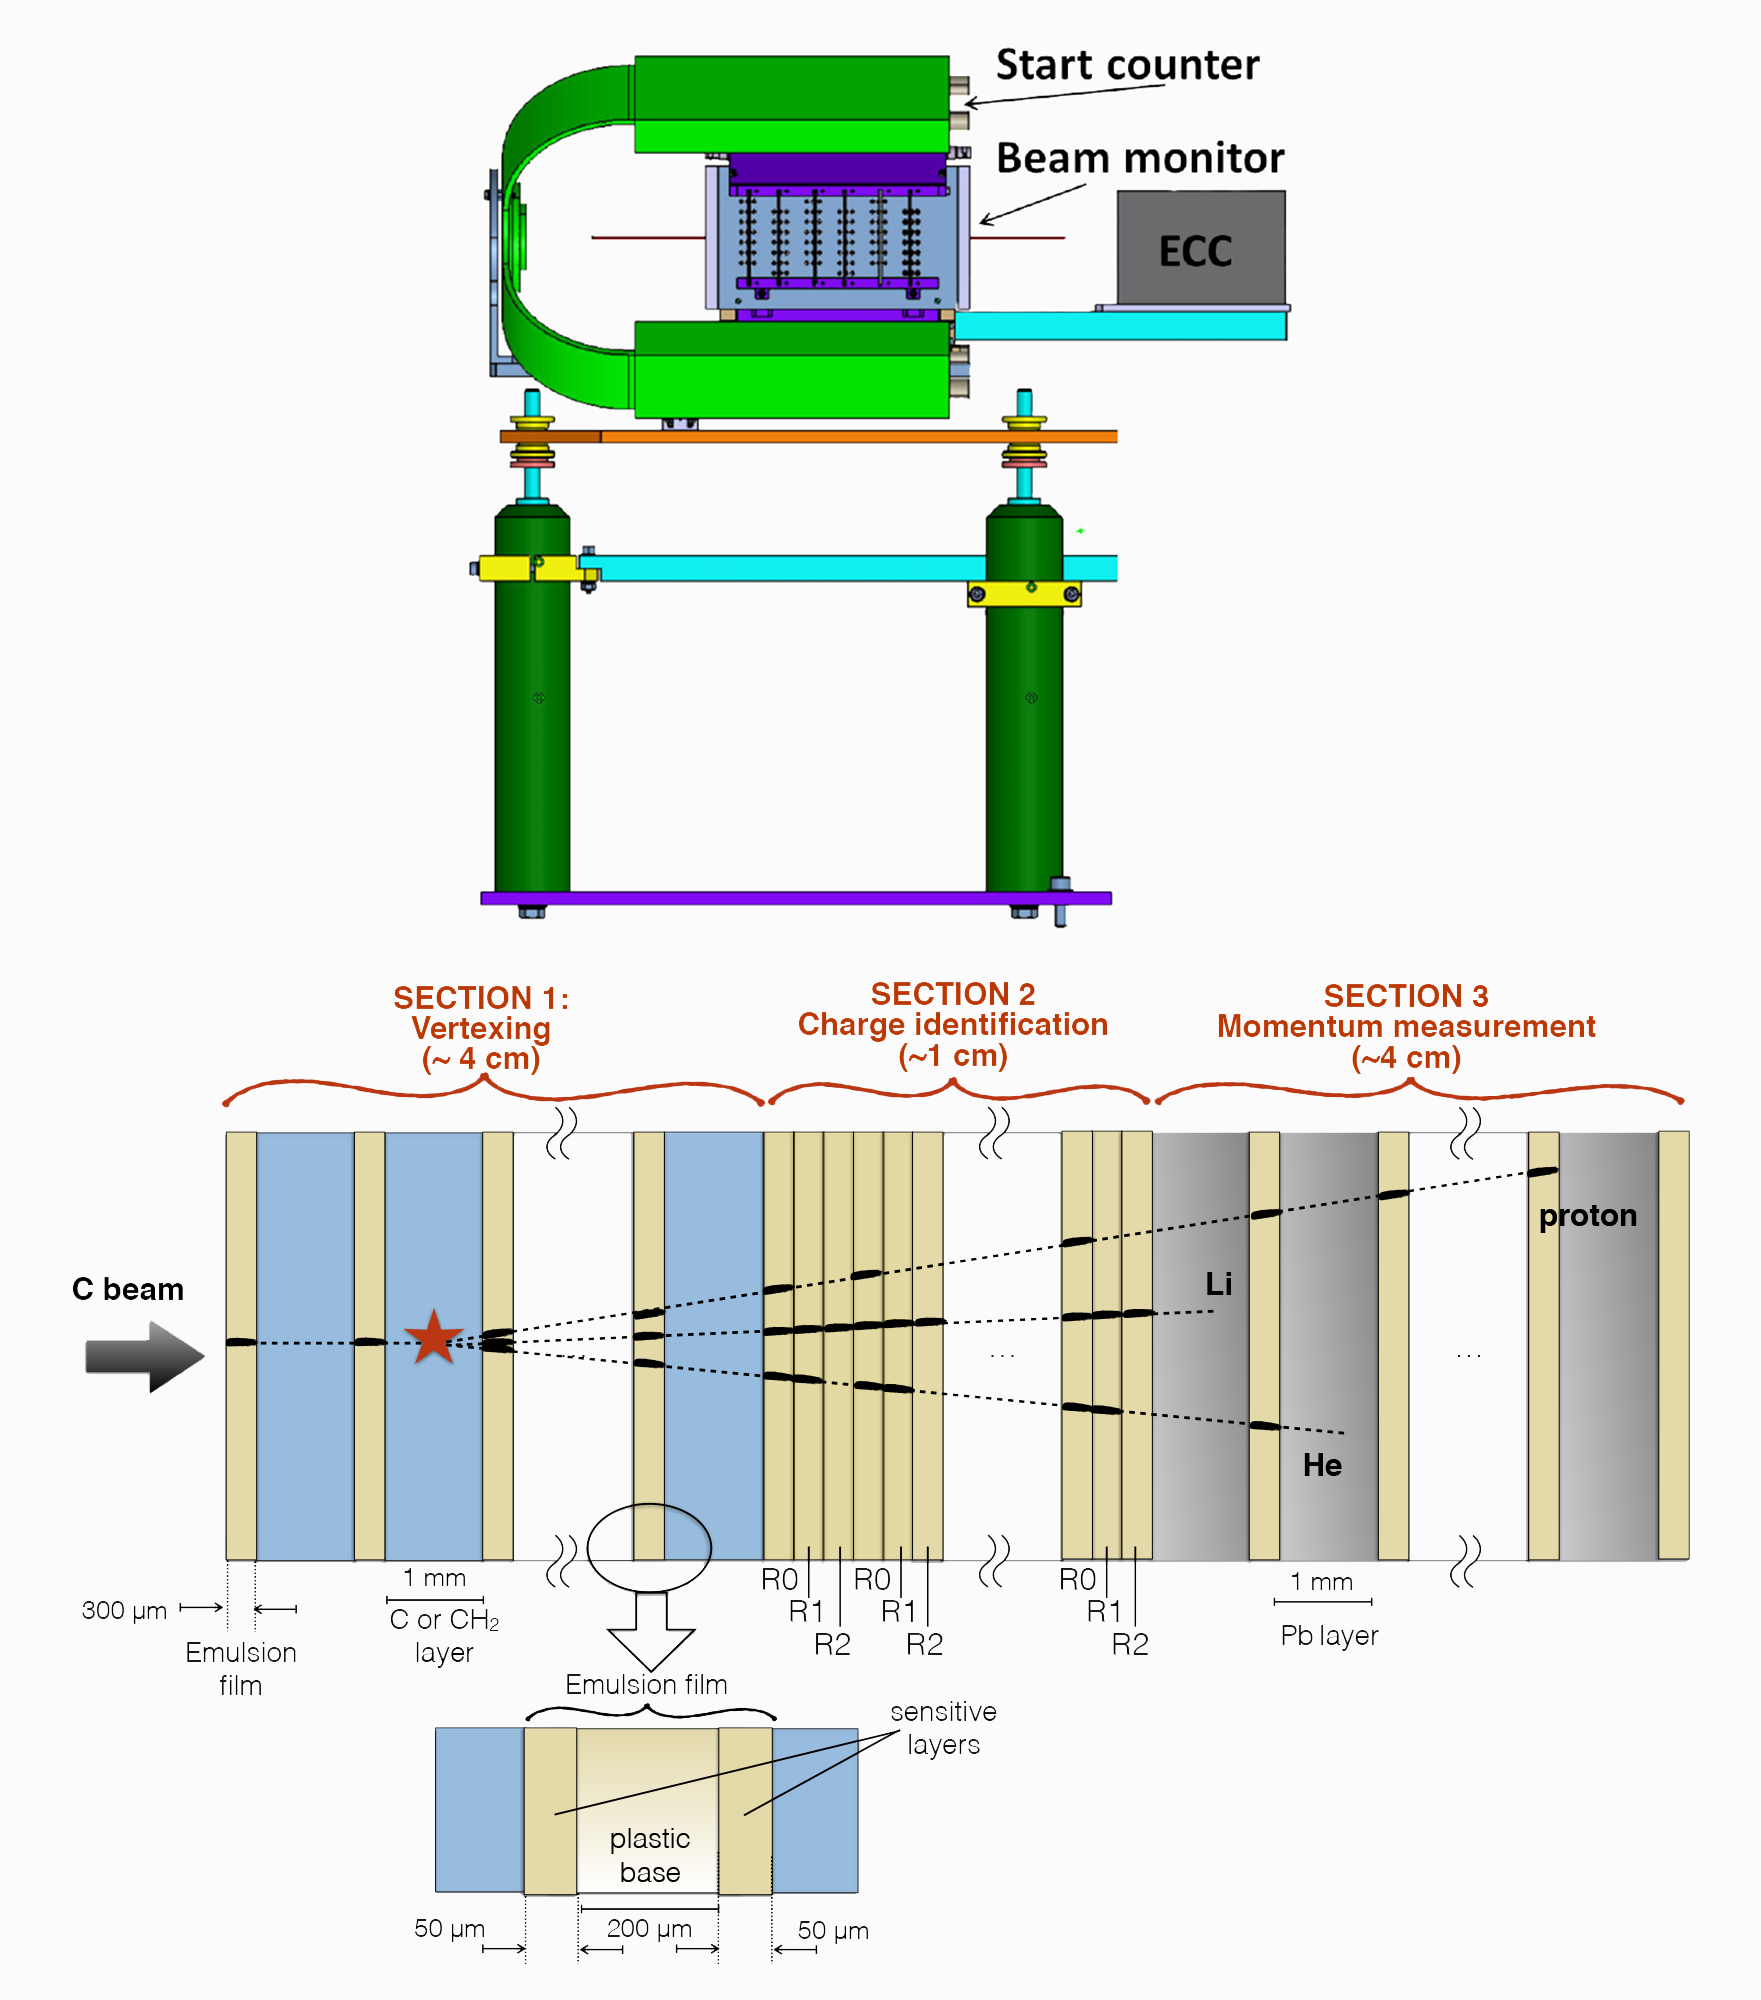 Start counter
Beam monitor
ECC
SECTION 1:
Vertexing
(~ 4 cm)
SECTION 2
Charge identification
(~1 cm)
SECTION 3
Momentum measurement
(~4 cm)
C beam
proton
Li
He
...
...
300 µm
Emulsion
film
1 mm
C or CH₂
layer
R0
R1
R2
R0
R1
R2
R0
R1
R2
1 mm
Pb layer
Emulsion film
sensitive
layers
plastic
base
50 µm
200 µm
50 µm